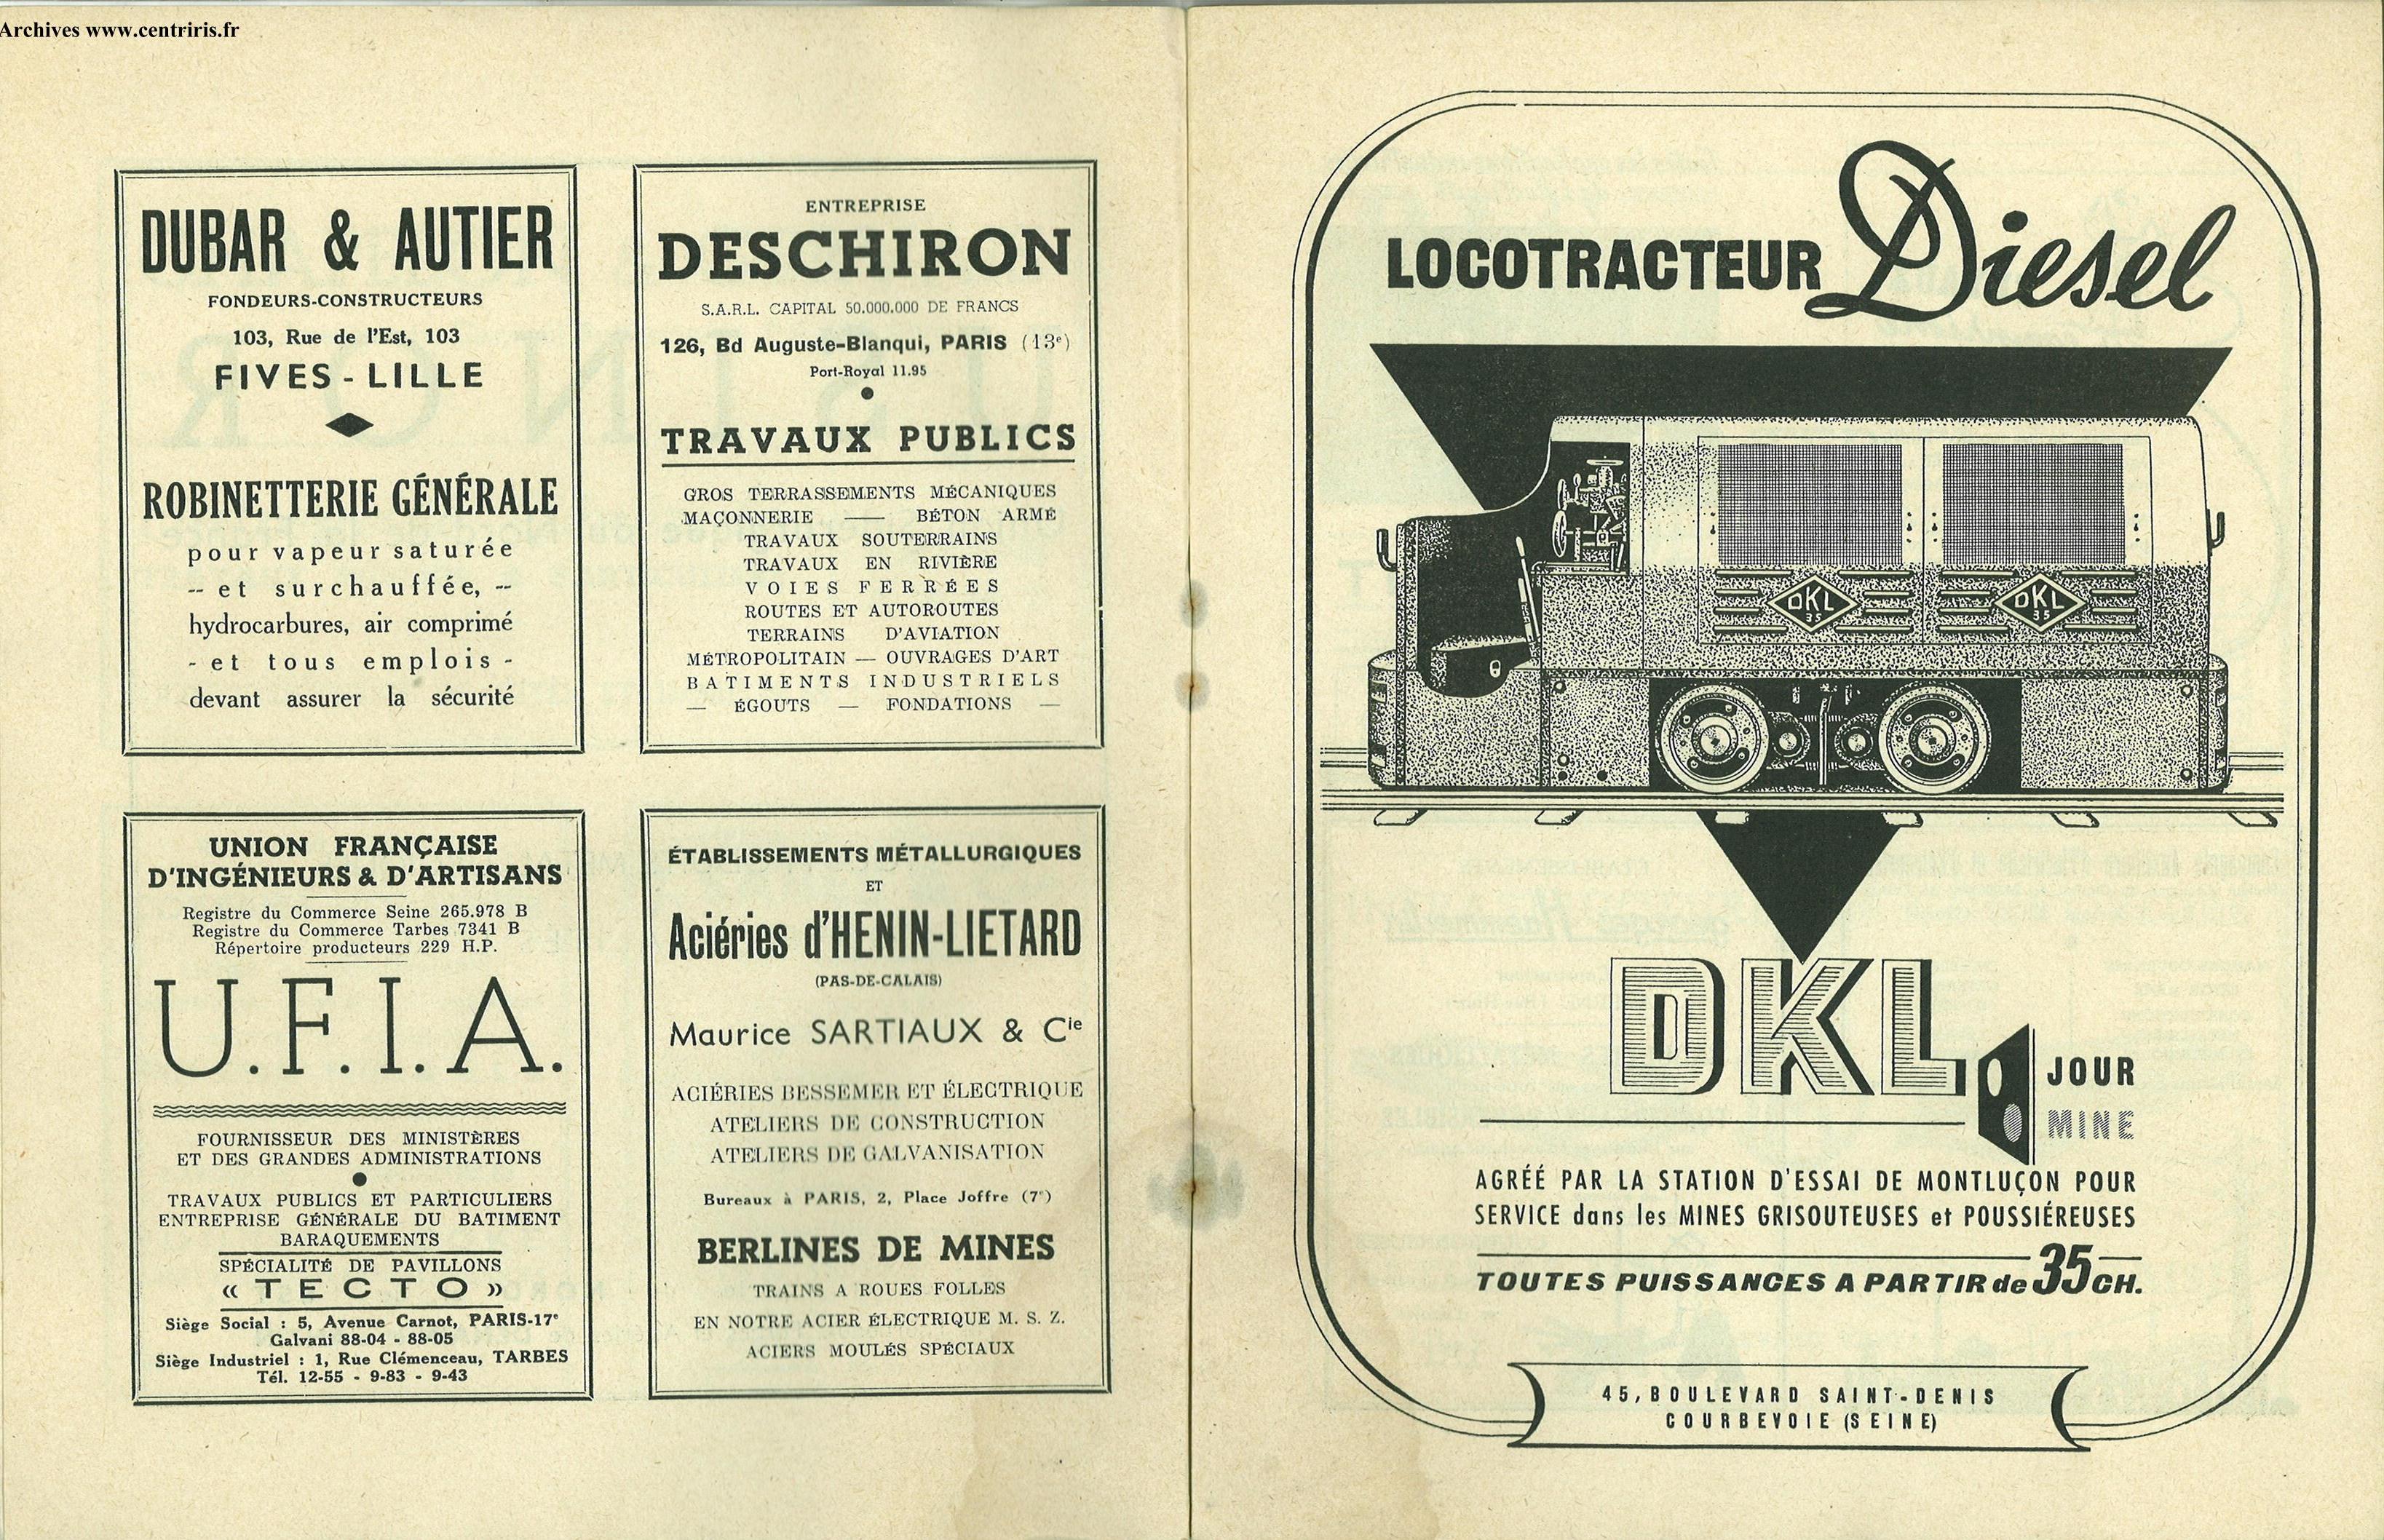 Archives www.centriris.fr
DUBAR & AUTIER
FONDEURS-CONSTRUCTEURS
103, Rue de l'Est, 103
FIVES - LILLE
ROBINETTERIE GÉNÉRALE
pour vapeur saturée
-- et surchauffée, --
hydrocarbures, air comprimé
- et tous emplois -
devant assurer la sécurité
ENTREPRISE
DESCHIRON
S.A.R.L. CAPITAL 50.000.000 DE FRANCS
126, Bd Auguste-Blanqui, PARIS (13e)
Port-Royal 11.95
TRAVAUX PUBLICS
GROS TERRASSEMENTS MÉCANIQUES
MAÇONNERIE — BÉTON ARMÉ
TRAVAUX SOUTERRAINS
TRAVAUX EN RIVIÈRE
VOIES FERRÉES
ROUTES ET AUTOROUTES
TERRAINS D'AVIATION
MÉTROPOLITAIN — OUVRAGES D'ART
BATIMENTS INDUSTRIELS
— ÉGOUTS — FONDATIONS —
UNION FRANÇAISE
D'INGÉNIEURS & D'ARTISANS
Registre du Commerce Seine 265.978 B
Registre du Commerce Tarbes 7341 B
Répertoire producteurs 229 H.P.
U.F.I.A.
FOURNISSEUR DES MINISTÈRES
ET DES GRANDES ADMINISTRATIONS
TRAVAUX PUBLICS ET PARTICULIERS
ENTREPRISE GÉNÉRALE DU BATIMENT
BARAQUEMENTS
SPÉCIALITÉ DE PAVILLONS
« TECTO »
Siège Social : 5, Avenue Carnot, PARIS-17e
Galvani 88-04 - 88-05
Siège Industriel : 1, Rue Clémenceau, TARBES
Tél. 12-55 - 9-83 - 9-43
ÉTABLISSEMENTS MÉTALLURGIQUES
ET
Aciéries d'HENIN-LIETARD
(PAS-DE-CALAIS)
Maurice SARTIAUX & Cie
ACIÉRIES BESSEMER ET ÉLECTRIQUE
ATELIERS DE CONSTRUCTION
ATELIERS DE GALVANISATION
Bureaux à PARIS, 2, Place Joffre (7e)
BERLINES DE MINES
TRAINS A ROUES FOLLES
EN NOTRE ACIER ÉLECTRIQUE M. S. Z.
ACIERS MOULÉS SPÉCIAUX
LOCOTRACTEUR Diesel
DKL
35
DKL
35
DKL
JOUR
MINE
AGRÉÉ PAR LA STATION D'ESSAI DE MONTLUÇON POUR
SERVICE dans les MINES GRISOUTEUSES et POUSSIÉREUSES
TOUTES PUISSANCES A PARTIR de 35 CH.
45, BOULEVARD SAINT-DENIS
COURBEVOIE (SEINE)